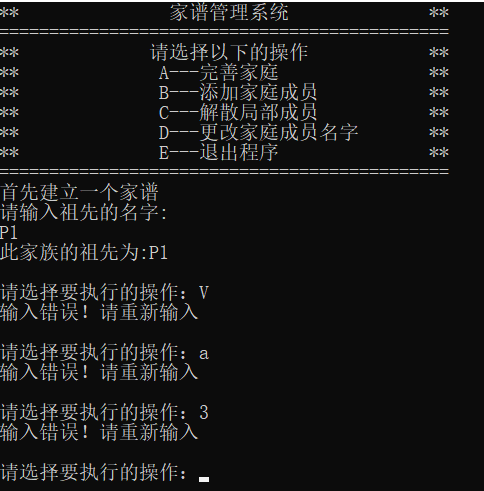 ** 家谱管理系统 **
=============================================
** 请选择以下的操作 **
** A---完善家庭 **
** B---添加家庭成员 **
** C---解散局部成员 **
** D---更改家庭成员名字 **
** E---退出程序 **
=============================================
首先建立一个家谱
请输入祖先的名字:
P1
此家族的祖先为:P1
请选择要执行的操作：V
输入错误！请重新输入
请选择要执行的操作：a
输入错误！请重新输入
请选择要执行的操作：3
输入错误！请重新输入
请选择要执行的操作：